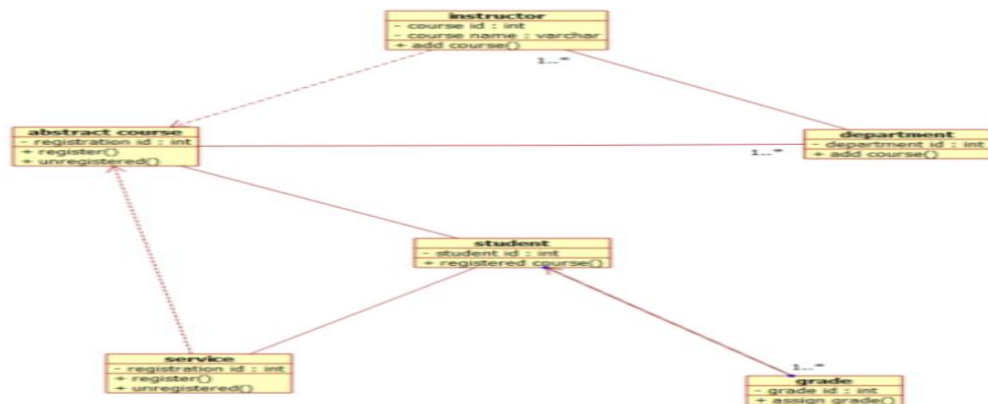 instructor
- course id : int
- course name : varchar
+ add course()
1..*
abstract course
- registration id : int
+ register()
+ unregistered()
department
- department id : int
+ add course()
1..*
student
- student id : int
+ registered course()
service
- registration id : int
+ register()
+ unregistered()
1..*
grade
- grade id : int
+ assign grade()